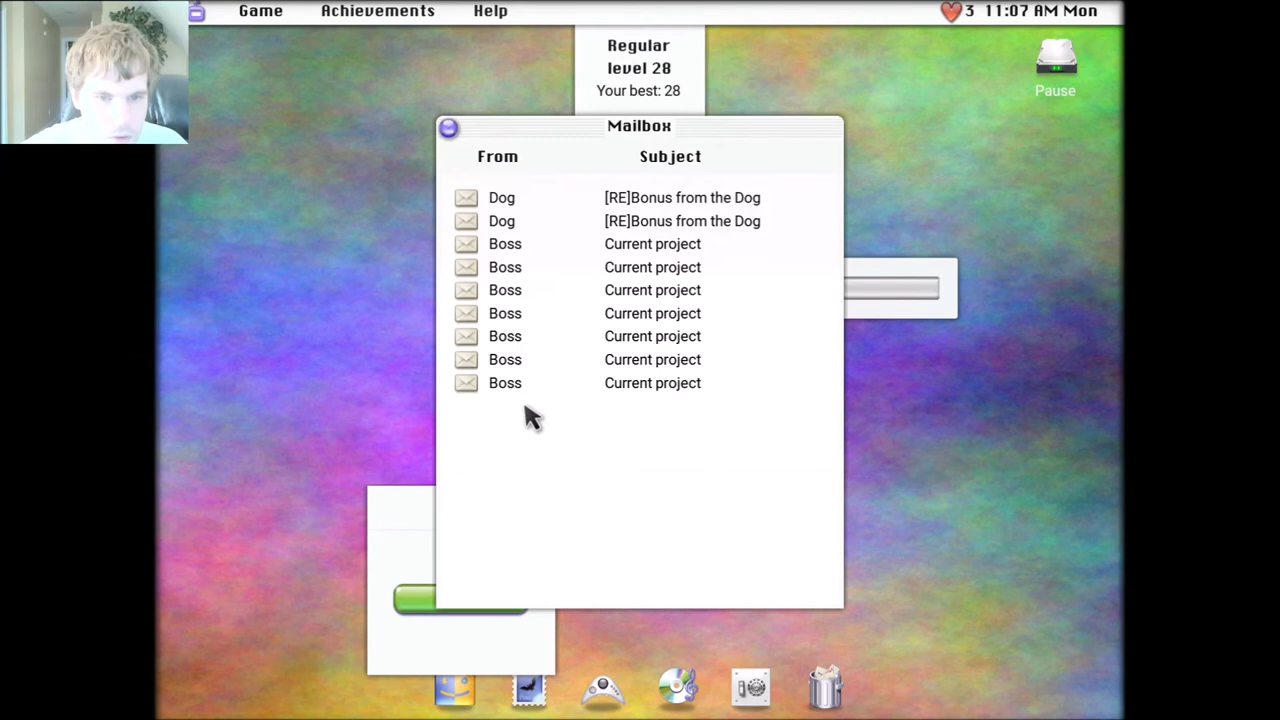 Game Achievements Help 3 11:07 AM Mon
Regular
level 28
Your best: 28
Pause
Mailbox
From Subject
Dog [RE]Bonus from the Dog
Dog [RE]Bonus from the Dog
Boss Current project
Boss Current project
Boss Current project
Boss Current project
Boss Current project
Boss Current project
Boss Current project